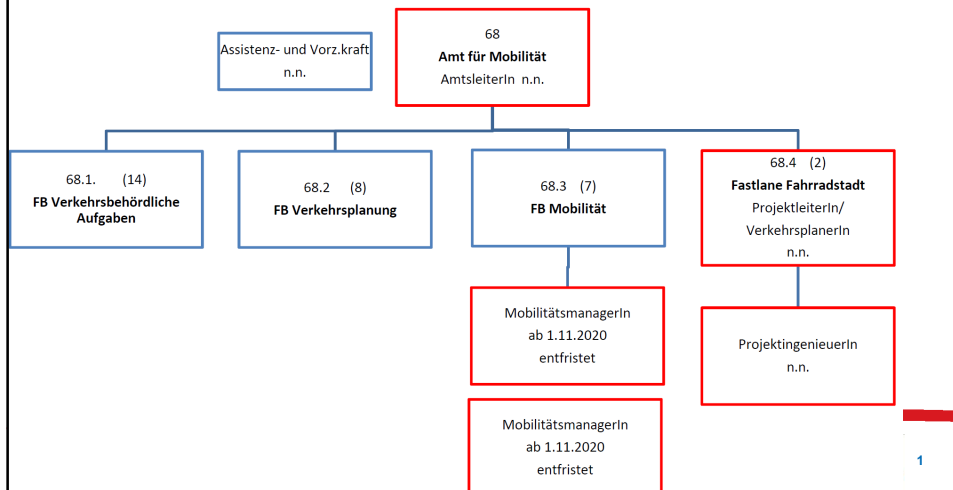 Assistenz- und Vorz.kraft
n.n.
68
Amt für Mobilität
AmtsleiterIn n.n.
68.1. (14)
FB Verkehrsbehördliche
Aufgaben
68.2 (8)
FB Verkehrsplanung
68.3 (7)
FB Mobilität
68.4 (2)
Fastlane Fahrradstadt
ProjektleiterIn/
VerkehrsplanerIn
n.n.
MobilitätsmanagerIn
ab 1.11.2020
entfristet
ProjektingenieurIn
n.n.
MobilitätsmanagerIn
ab 1.11.2020
entfristet
1